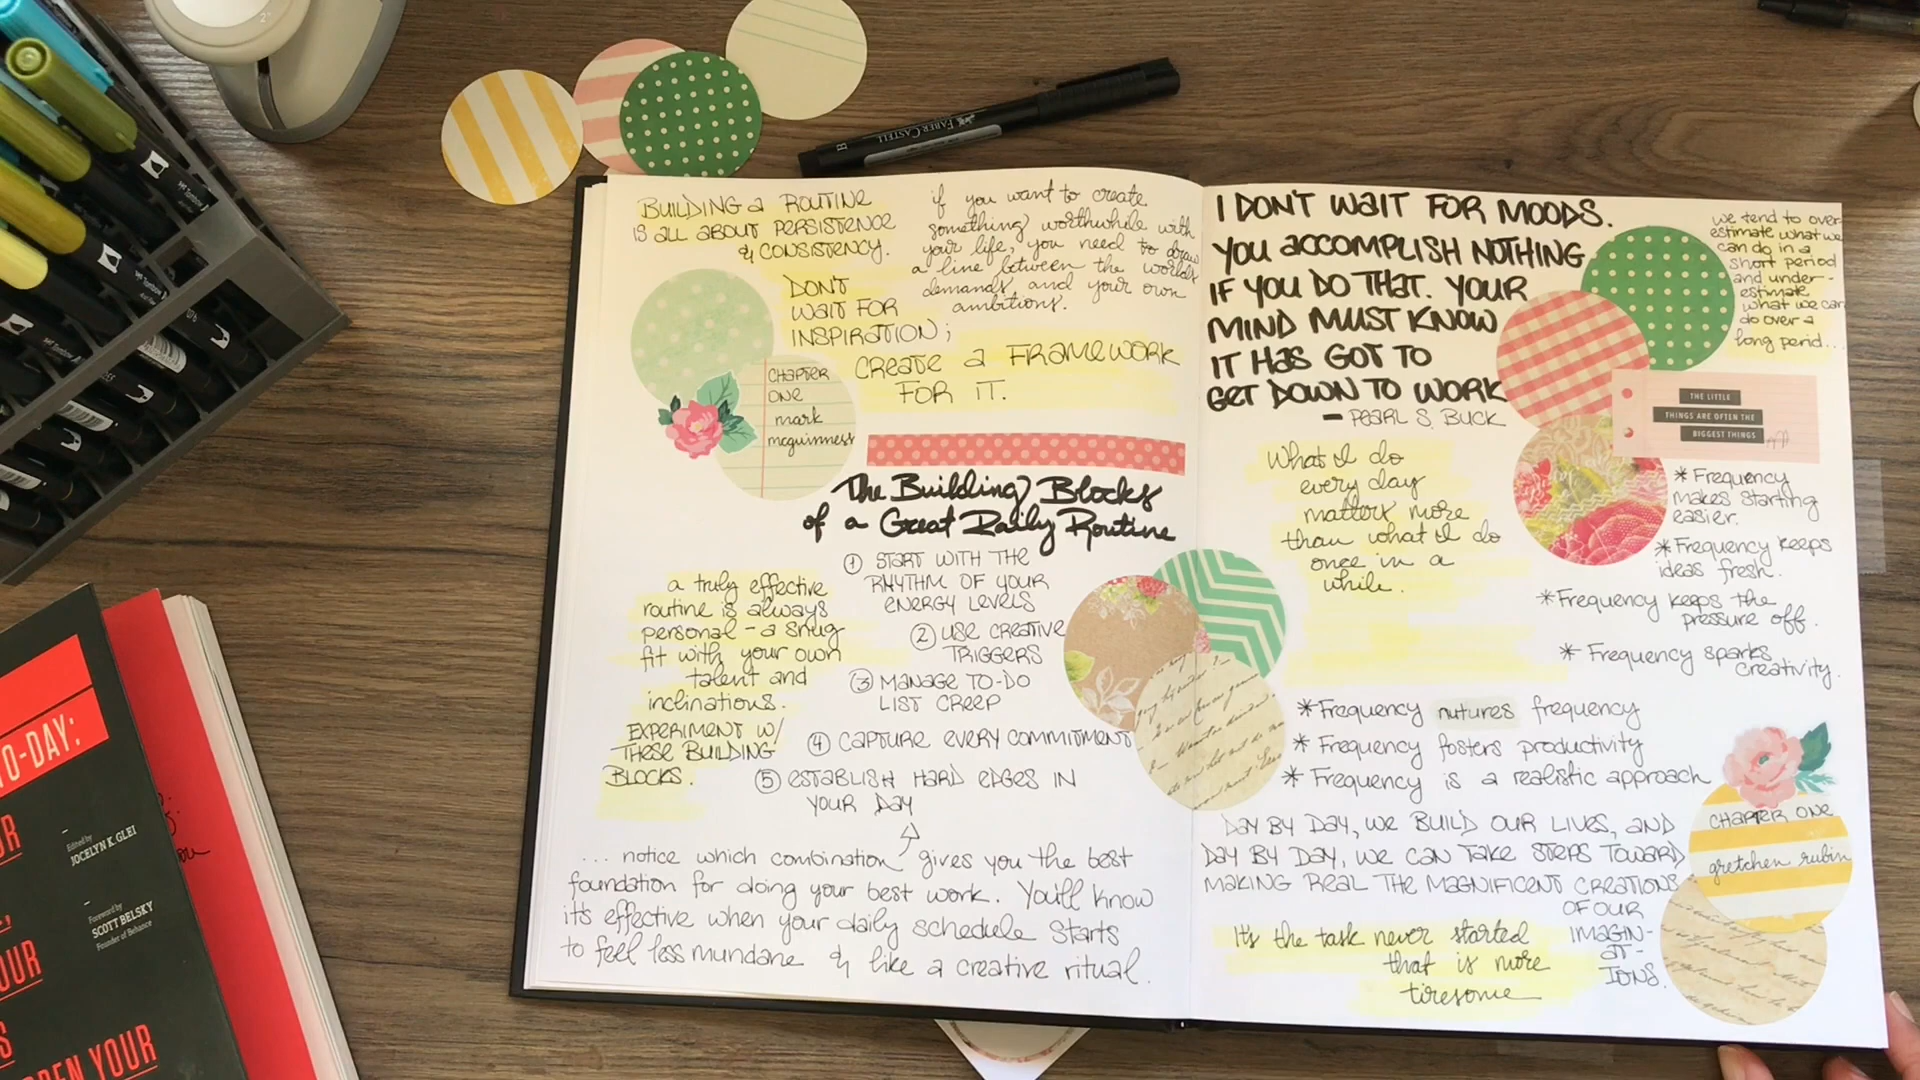 BUILDING A ROUTINE
IS ALL ABOUT PERSISTENCE
& CONSISTENCY.
if you want to create
something worthwhile with
your life, you need to draw
a line between the worlds
demands, and your own
ambitions.
DON'T
WAIT FOR
INSPIRATION;
CREATE A FRAMEWORK
FOR IT.
CHAPTER
ONE
mark
mcguinness
The Building Blocks
of a Great Daily Routine
① START WITH THE
RHYTHM OF YOUR
ENERGY LEVELS
② USE CREATIVE
TRIGGERS
③ MANAGE TO-DO
LIST CREEP
④ CAPTURE EVERY COMMITMENT
⑤ ESTABLISH HARD EDGES IN
YOUR DAY
a truly effective
routine is always
personal - a snug
fit with your own
talent and
inclinations.
EXPERIMENT W/
THESE BUILDING
BLOCKS.
... notice which combination gives you the best
foundation for doing your best work. You'll know
it's effective when your daily schedule starts
to feel less mundane & like a creative ritual.
I DON'T WAIT FOR MOODS.
YOU ACCOMPLISH NOTHING
IF YOU DO THAT. YOUR
MIND MUST KNOW
IT HAS GOT TO
GET DOWN TO WORK
- PEARL S. BUCK
we tend to over
estimate what we
can do in a
short period
and under-
estimate
what we can
do over a
long perid...
THE LITTLE
THINGS ARE OFTEN THE
BIGGEST THINGS
What I do
every day
matters more
than what I do
once in a
while.
* Frequency
makes starting
easier.
* Frequency keeps
ideas fresh.
* Frequency keeps the
pressure off.
* Frequency sparks
creativity.
* Frequency nutures frequency
* Frequency fosters productivity
* Frequency is a realistic approach
DAY BY DAY, WE BUILD OUR LIVES, AND
DAY BY DAY, WE CAN TAKE STEPS TOWARD
MAKING REAL THE MAGNIFICENT CREATIONS
OF OUR
IMAGIN-
AT-
IONS.
It's the task never started
that is more
tiresome
CHAPTER ONE
gretchen rubin
FABER CASTELL
B
TO-DAY:
Edited by
JOCELYN K. GLEI
Foreword by
SCOTT BELSKY
Founder of Behance
YOUR